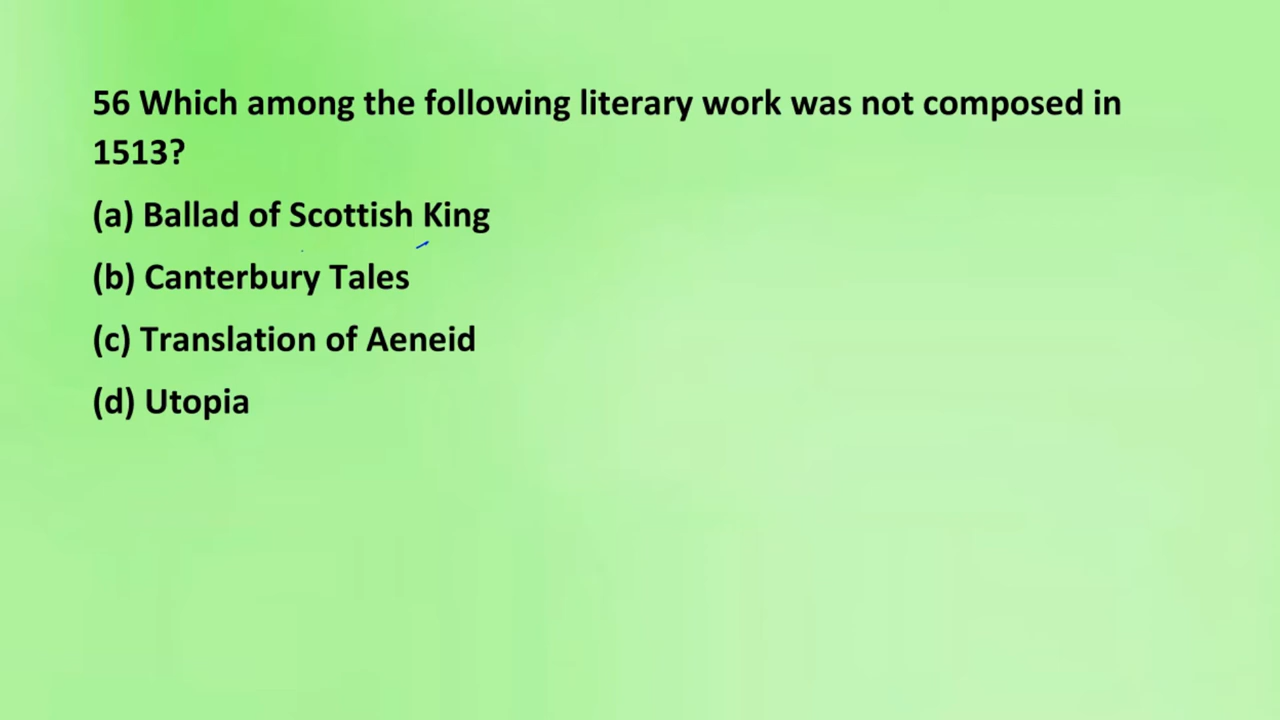 56 Which among the following literary work was not composed in
1513?
(a) Ballad of Scottish King
(b) Canterbury Tales
(c) Translation of Aeneid
(d) Utopia